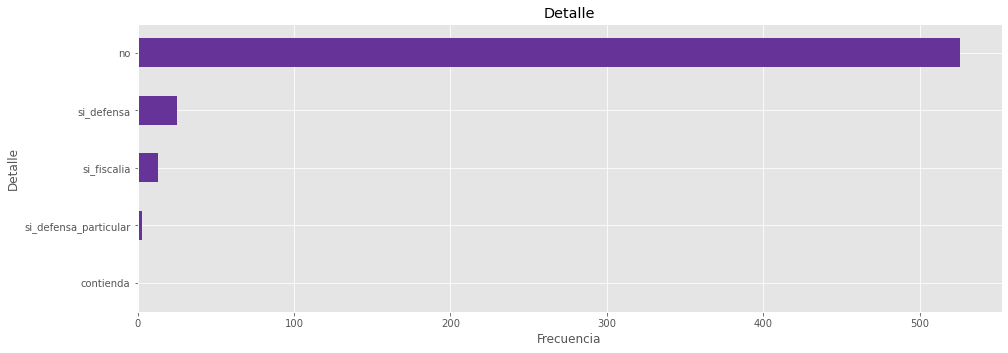 Detalle
no
si_defensa
si_fiscalia
si_defensa_particular
contienda
Detalle
0 100 200 300 400 500
Frecuencia